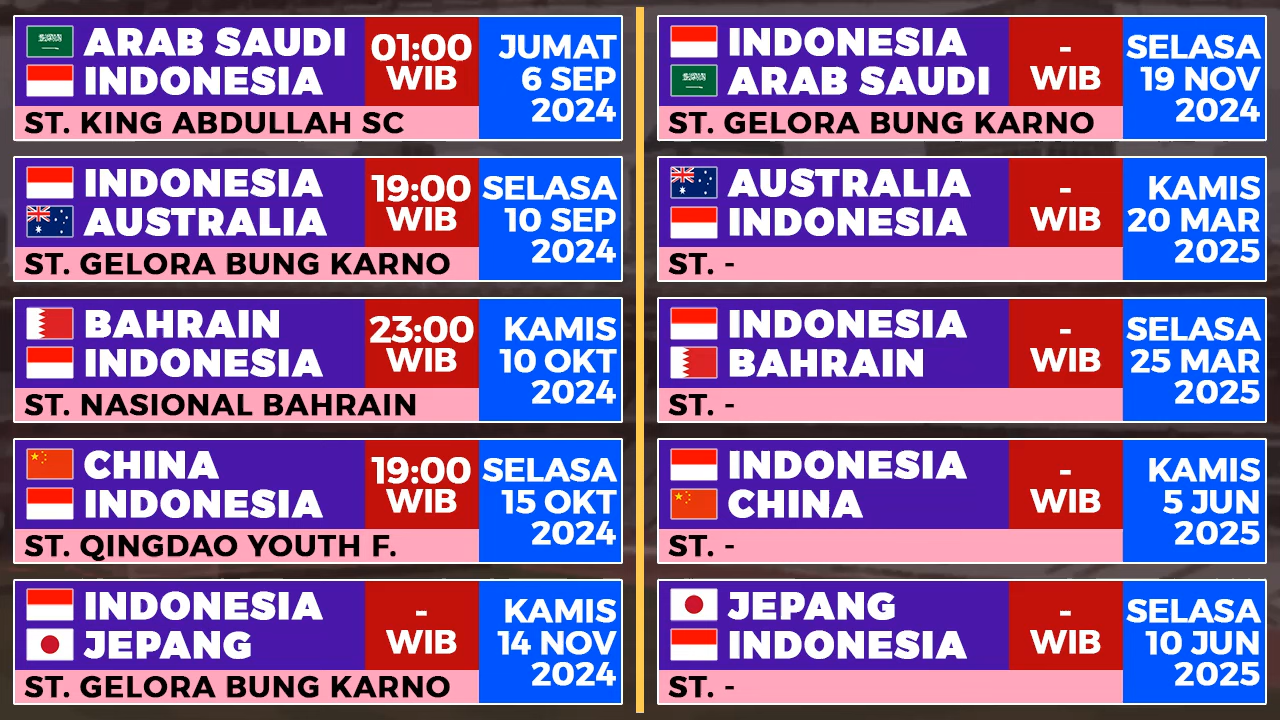 ARAB SAUDI
INDONESIA
01:00
WIB
JUMAT
6 SEP
2024
ST. KING ABDULLAH SC
INDONESIA
AUSTRALIA
19:00
WIB
SELASA
10 SEP
2024
ST. GELORA BUNG KARNO
BAHRAIN
INDONESIA
23:00
WIB
KAMIS
10 OKT
2024
ST. NASIONAL BAHRAIN
CHINA
INDONESIA
19:00
WIB
SELASA
15 OKT
2024
ST. QINGDAO YOUTH F.
INDONESIA
JEPANG
-
WIB
KAMIS
14 NOV
2024
ST. GELORA BUNG KARNO
INDONESIA
ARAB SAUDI
-
WIB
SELASA
19 NOV
2024
ST. GELORA BUNG KARNO
AUSTRALIA
INDONESIA
-
WIB
KAMIS
20 MAR
2025
ST. -
INDONESIA
BAHRAIN
-
WIB
SELASA
25 MAR
2025
ST. -
INDONESIA
CHINA
-
WIB
KAMIS
5 JUN
2025
ST. -
JEPANG
INDONESIA
-
WIB
SELASA
10 JUN
2025
ST. -